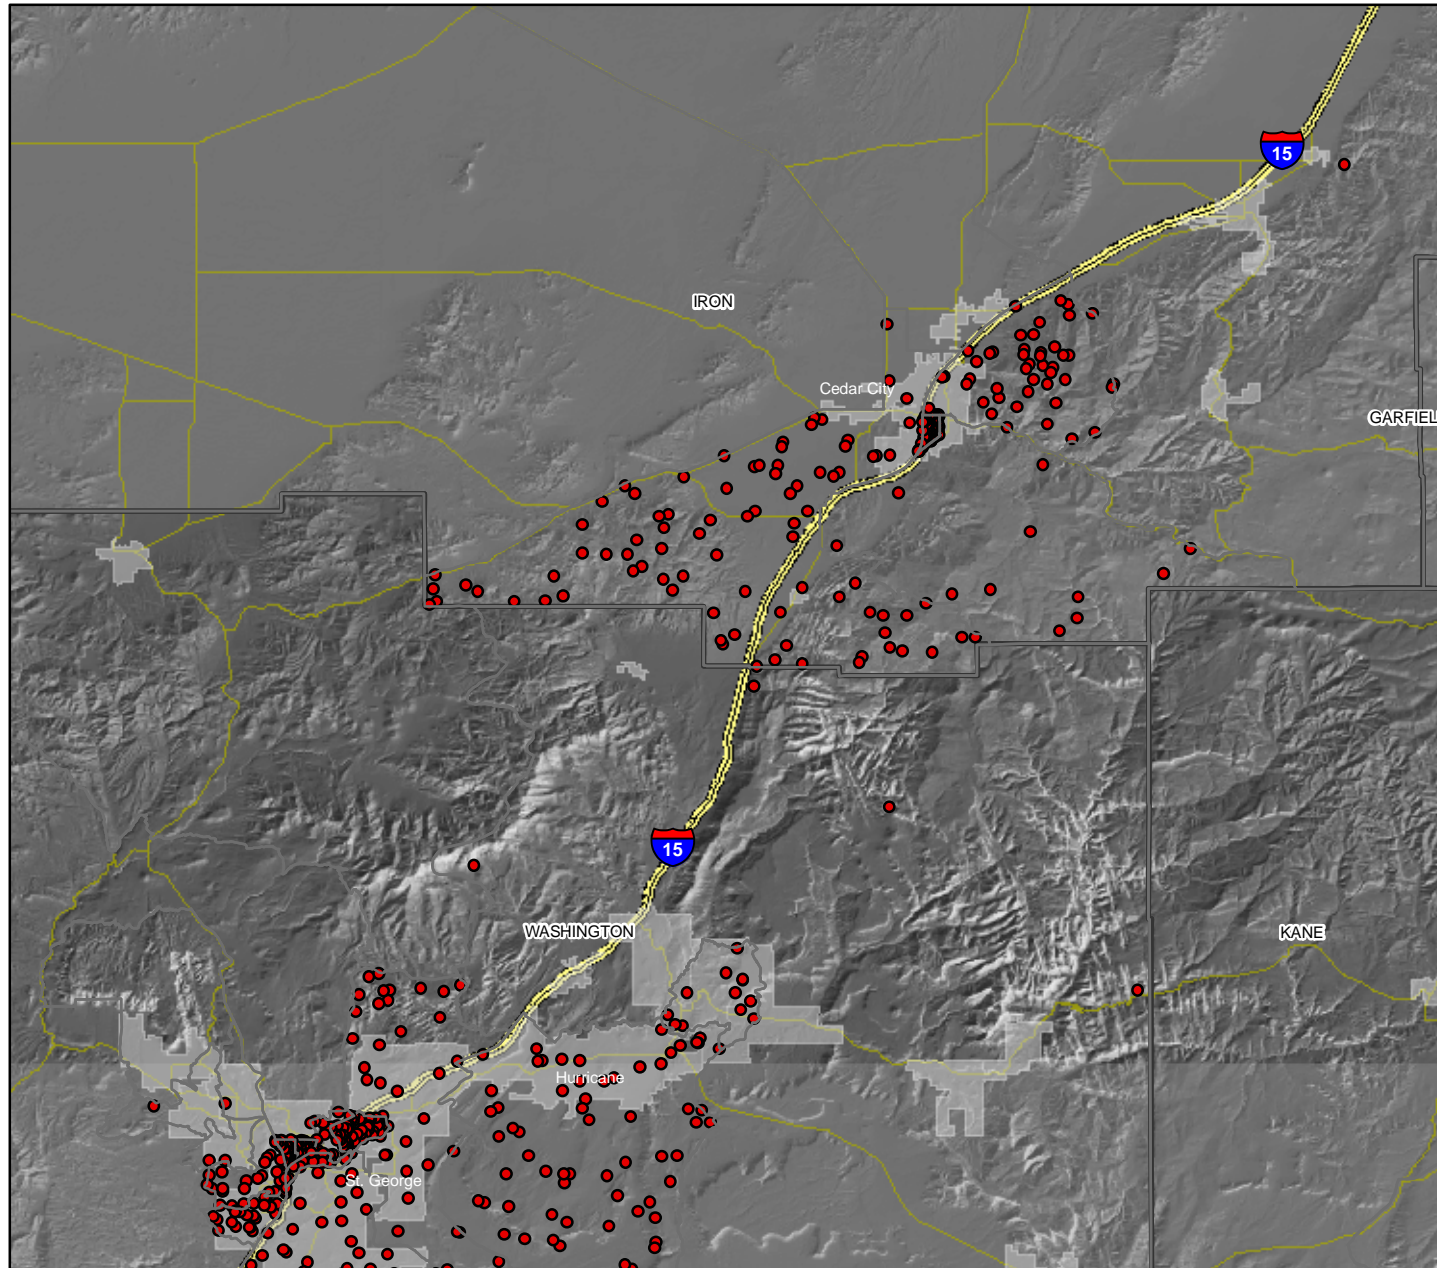 15
IRON
Cedar City
GARFIEL
15
WASHINGTON
KANE
Hurricane
St. George